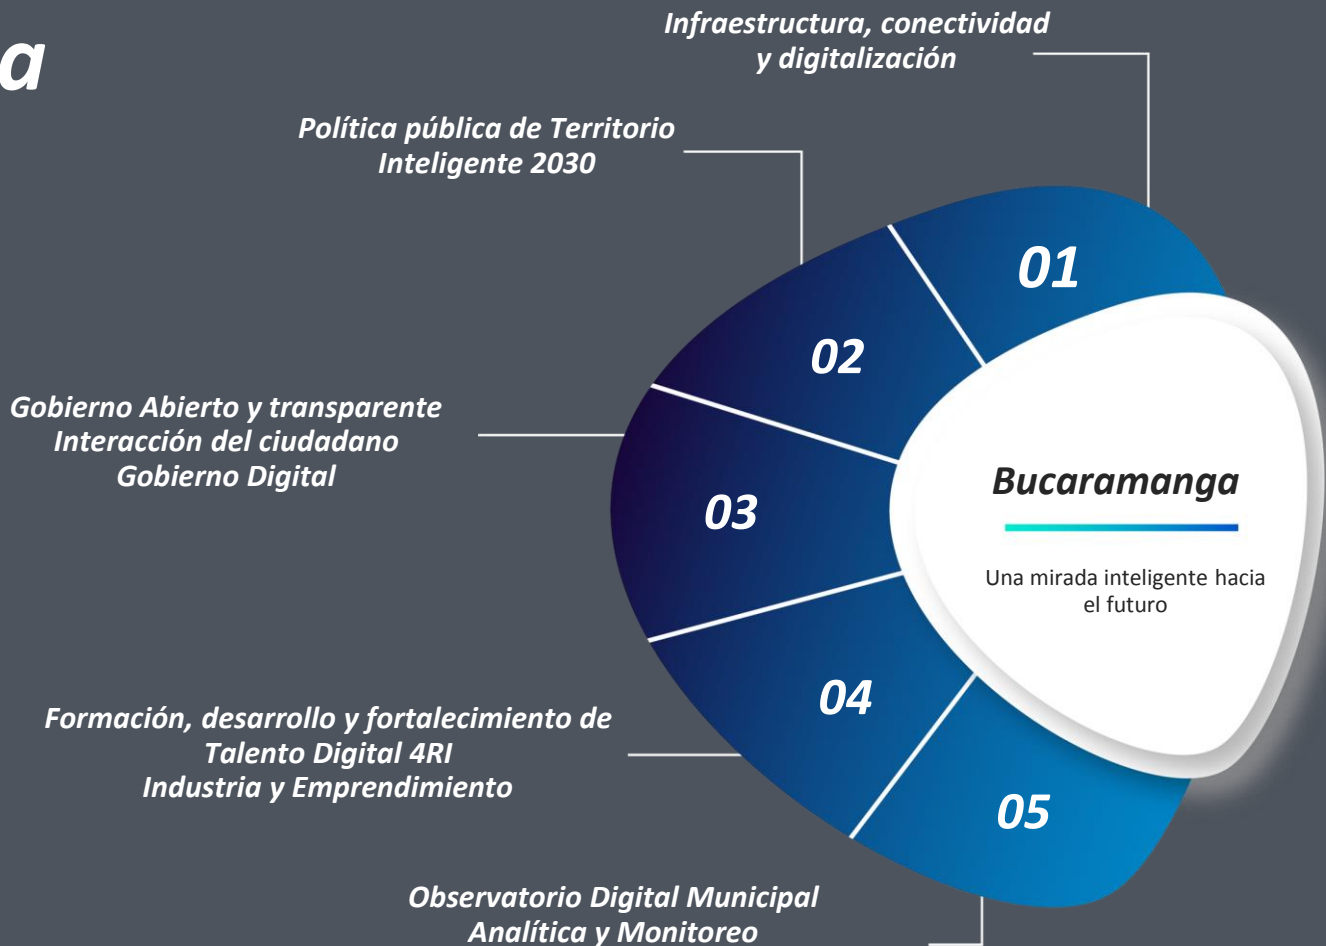 a
Infraestructura, conectividad
y digitalización
Política pública de Territorio
Inteligente 2030
01
02
Gobierno Abierto y transparente
Interacción del ciudadano
Gobierno Digital
03
Bucaramanga
Una mirada inteligente hacia
el futuro
Formación, desarrollo y fortalecimiento de
Talento Digital 4RI
Industria y Emprendimiento
04
05
Observatorio Digital Municipal
Analítica y Monitoreo